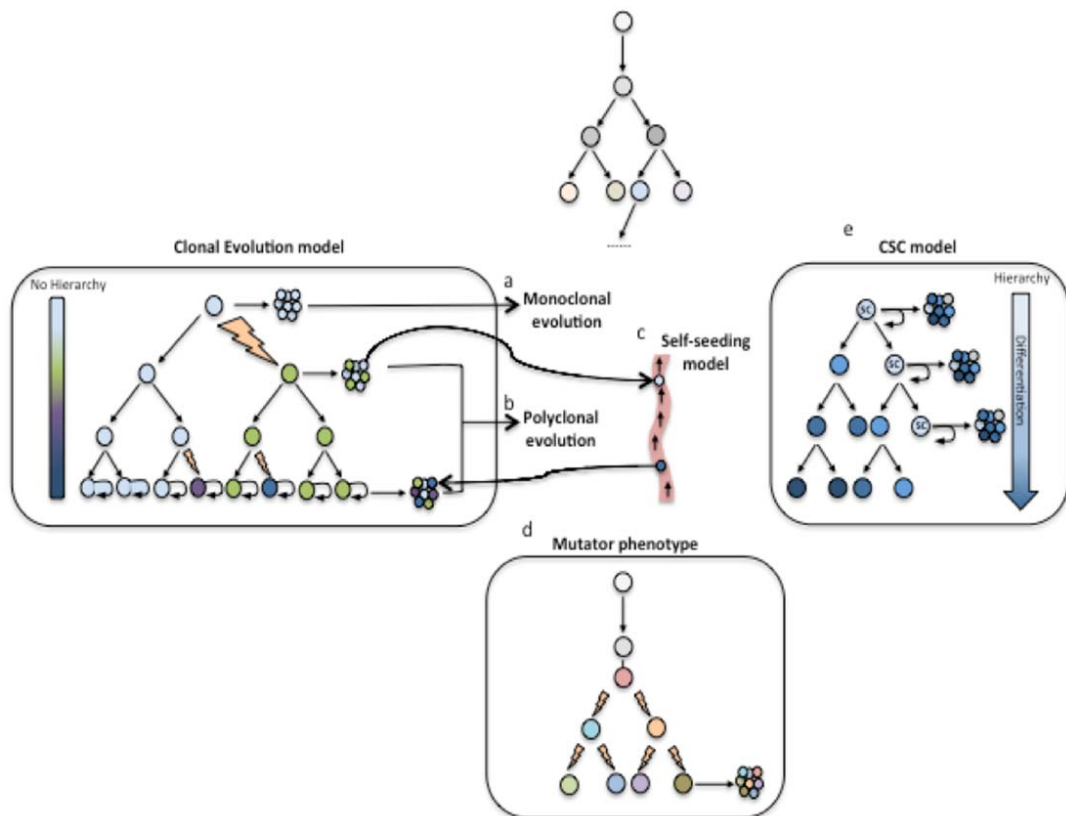 Clonal Evolution model
No Hierarchy
a
Monoclonal
evolution
b
Polyclonal
evolution
c
Self-seeding
model
d
Mutator phenotype
e
CSC model
Hierarchy
SC
SC
SC
Differentiation